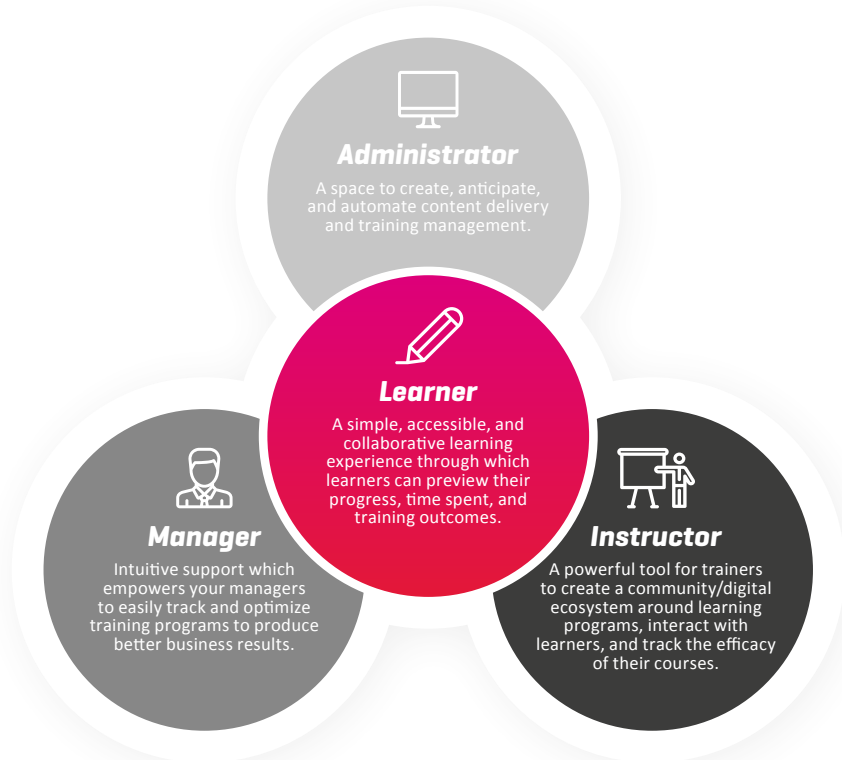 Administrator
A space to create, anticipate,
and automate content delivery
and training management.
Learner
A simple, accessible, and
collaborative learning
experience through which
learners can preview their
progress, time spent, and
training outcomes.
Manager
Intuitive support which
empowers your managers
to easily track and optimize
training programs to produce
better business results.
Instructor
A powerful tool for trainers
to create a community/digital
ecosystem around learning
programs, interact with
learners, and track the efficacy
of their courses.